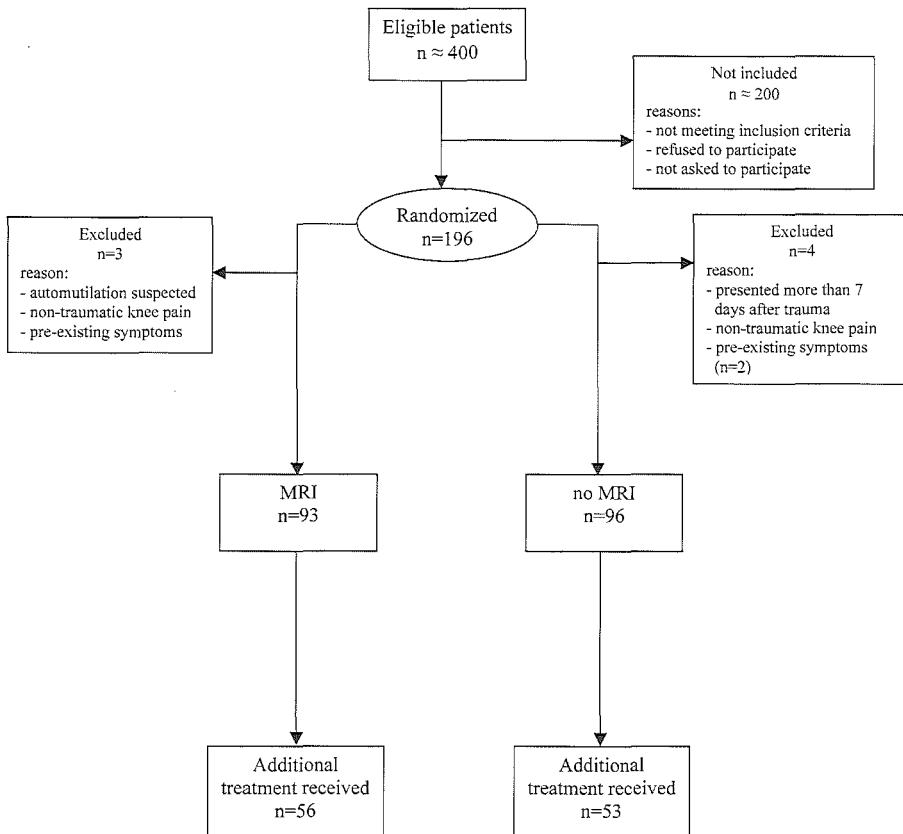 Eligible patients
n ≈ 400
Not included
n ≈ 200
reasons:
- not meeting inclusion criteria
- refused to participate
- not asked to participate
Randomized
n=196
Excluded
n=3
reason:
- automutilation suspected
- non-traumatic knee pain
- pre-existing symptoms
Excluded
n=4
reason:
- presented more than 7
days after trauma
- non-traumatic knee pain
- pre-existing symptoms
(n=2)
MRI
n=93
no MRI
n=96
Additional
treatment received
n=56
Additional
treatment received
n=53